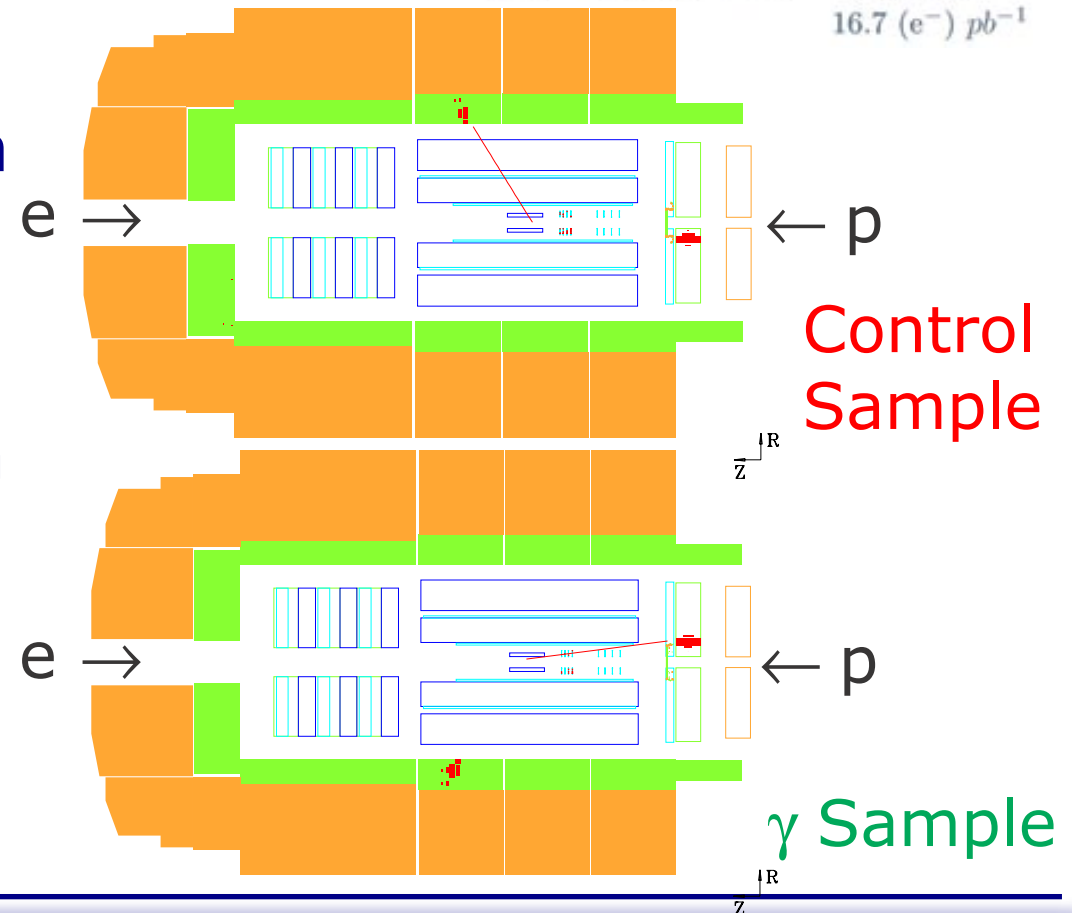 16.7 (e⁻) pb⁻¹
e → ← p
Control
Sample
R
Z
e → ← p
γ Sample
R
Z